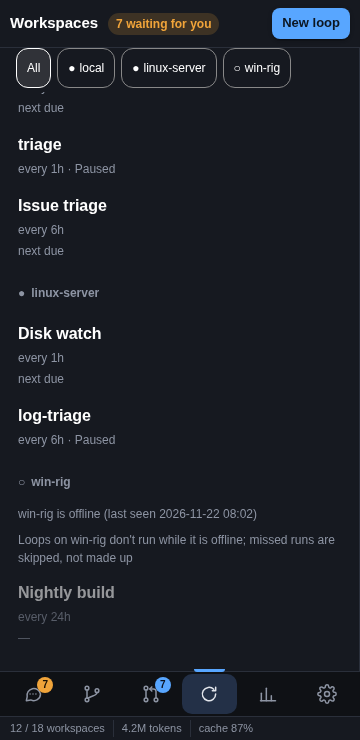 Workspaces 7 waiting for you New loop
All ● local ● linux-server ○ win-rig
next due
triage
every 1h · Paused
Issue triage
every 6h
next due
● linux-server
Disk watch
every 1h
next due
log-triage
every 6h · Paused
○ win-rig
win-rig is offline (last seen 2026-11-22 08:02)
Loops on win-rig don't run while it is offline; missed runs are
skipped, not made up
Nightly build
every 24h
—
7 7
12 / 18 workspaces 4.2M tokens cache 87%